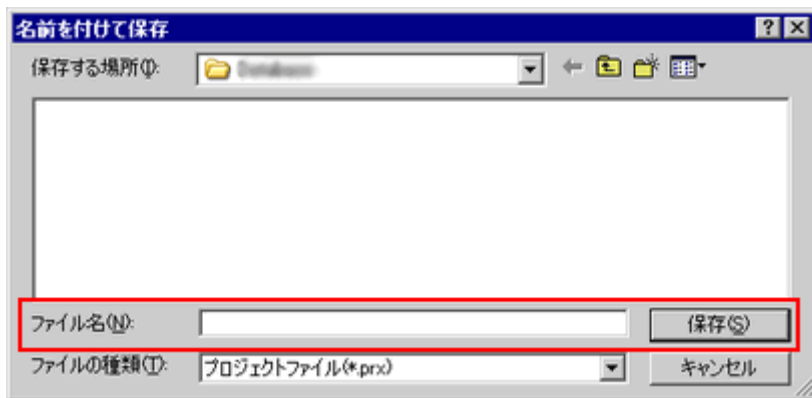 名前を付けて保存
保存する場所(I):
ファイル名(N):
保存(S)
ファイルの種類(T):
プロジェクトファイル(*.prx)
キャンセル